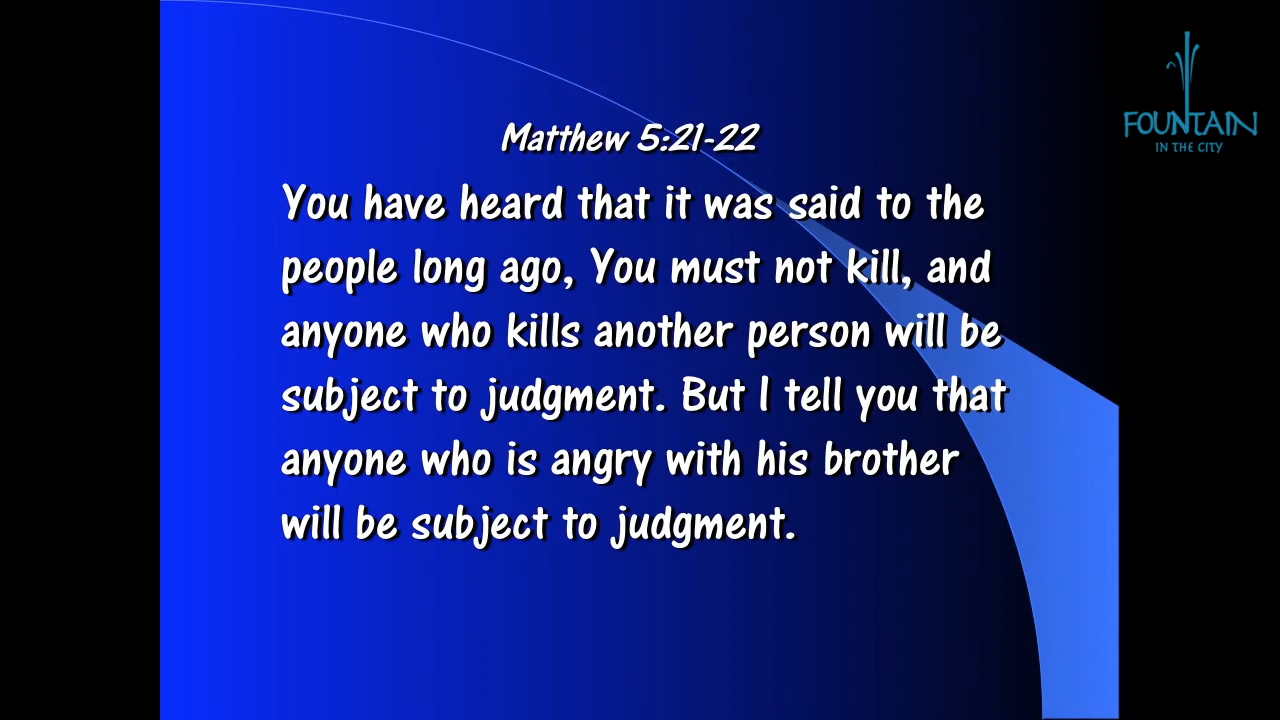 Matthew 5:21-22
You have heard that it was said to the
people long ago, You must not kill, and
anyone who kills another person will be
subject to judgment. But I tell you that
anyone who is angry with his brother
will be subject to judgment.
FOUNTAIN
IN THE CITY